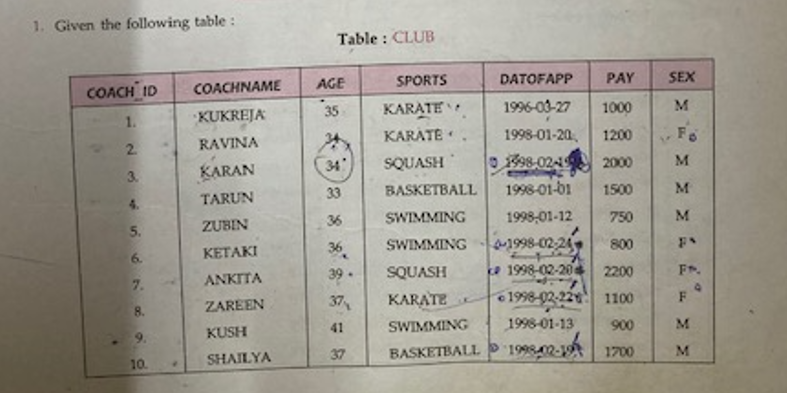 1. Given the following table :
Table : CLUB
COACH_ID COACHNAME AGE SPORTS DATOFAPP PAY SEX
1. KUKREJA 35 KARATE 1996-03-27 1000 M
2. RAVINA 34 KARATE 1998-01-20 1200 F
3. KARAN 34 SQUASH 1998-02-19 2000 M
4. TARUN 33 BASKETBALL 1998-01-01 1500 M
5. ZUBIN 36 SWIMMING 1998-01-12 750 M
6. KETAKI 36 SWIMMING 1998-02-24 800 F
7. ANKITA 39 SQUASH 1998-02-20 2200 F
8. ZAREEN 37 KARATE 1998-02-22 1100 F
9. KUSH 41 SWIMMING 1998-01-13 900 M
10. SHAILYA 37 BASKETBALL 1998-02-19 1700 M